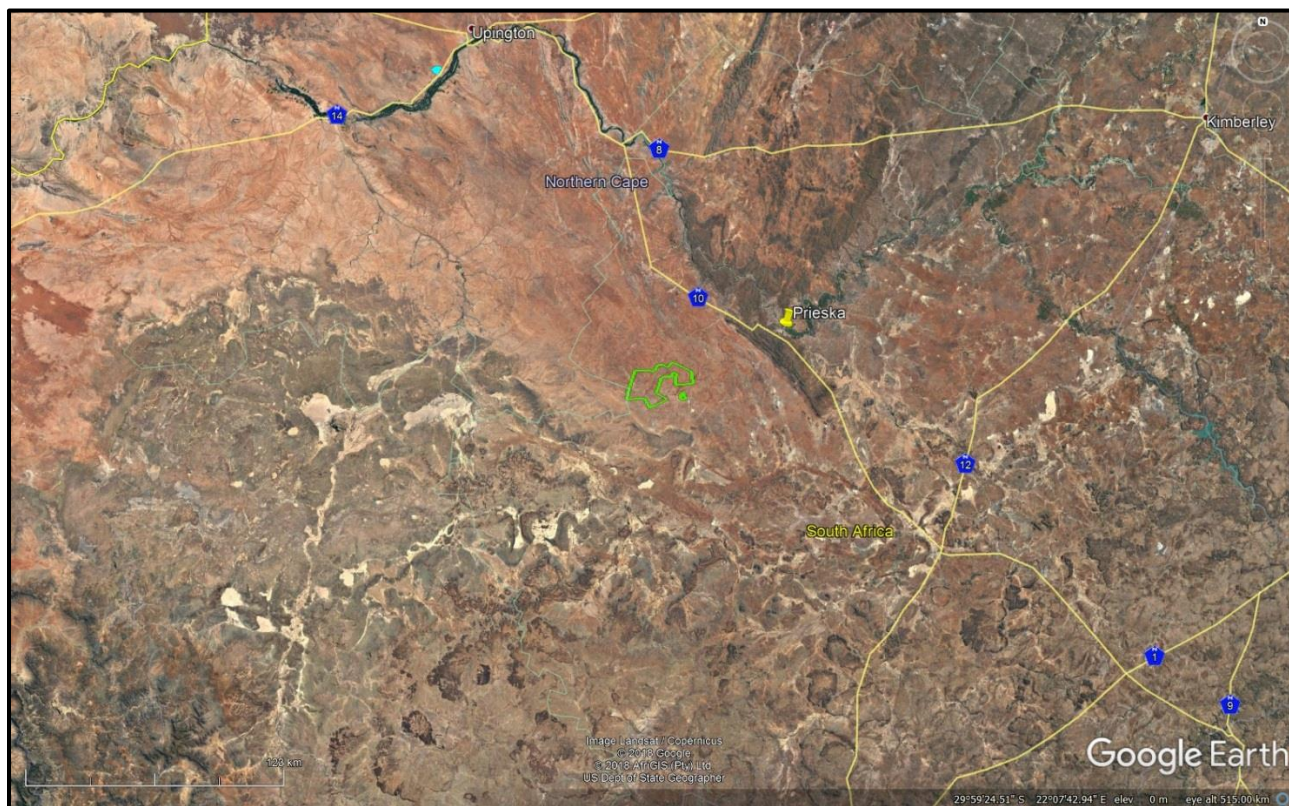 N
Upington
14
Kimberley
N
8
Northern Cape
N
10
Prieska
N
12
South Africa
N
1
N
9
Image Landsat / Copernicus
© 2018 Google
© 2018 AfriGIS (Pty) Ltd.
US Dept of State Geographer
Google Earth
123 km
29°59'24.51" S 22°07'42.94" E elev 0 m eye alt 515.00 km